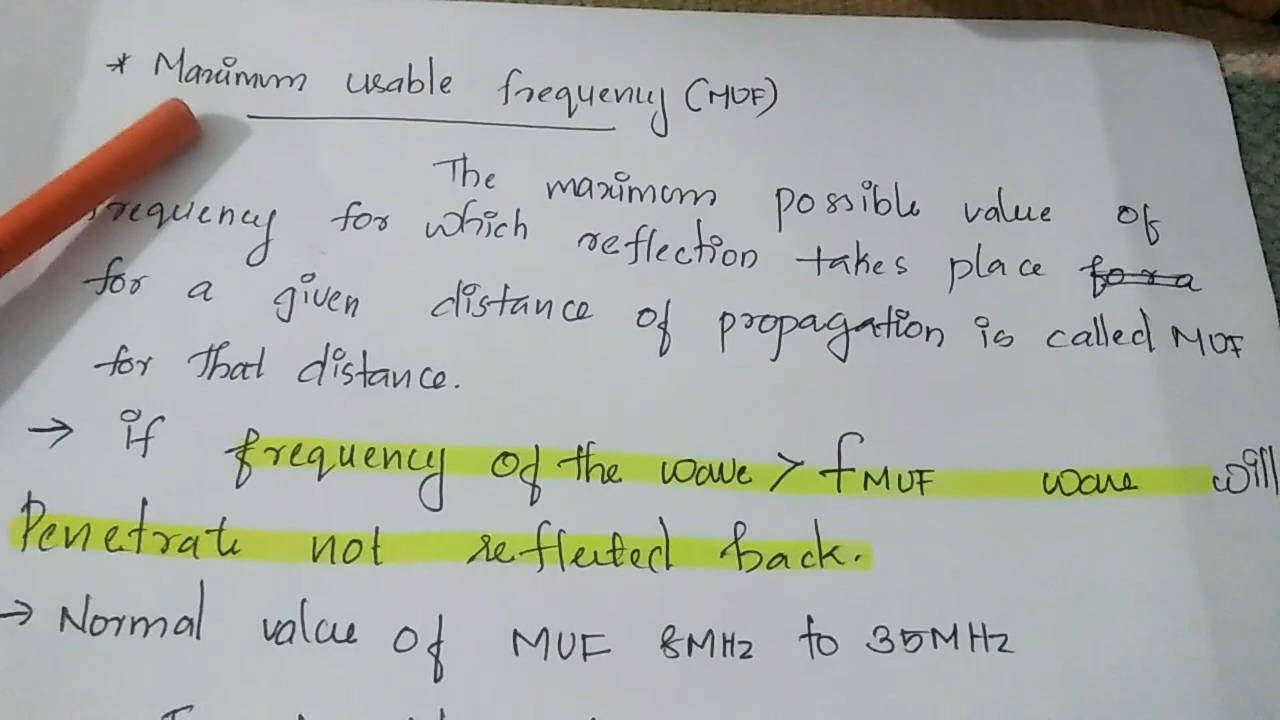 * Maximum usable frequency (MUF)
The maximum possible value of
frequency for which reflection takes place for a
for a given distance of propagation is called MUF
for that distance.
→ if frequency of the wave > fMUF wave will
Penetrate not reflected back.
→ Normal value of MUF 8MHz to 35MHz